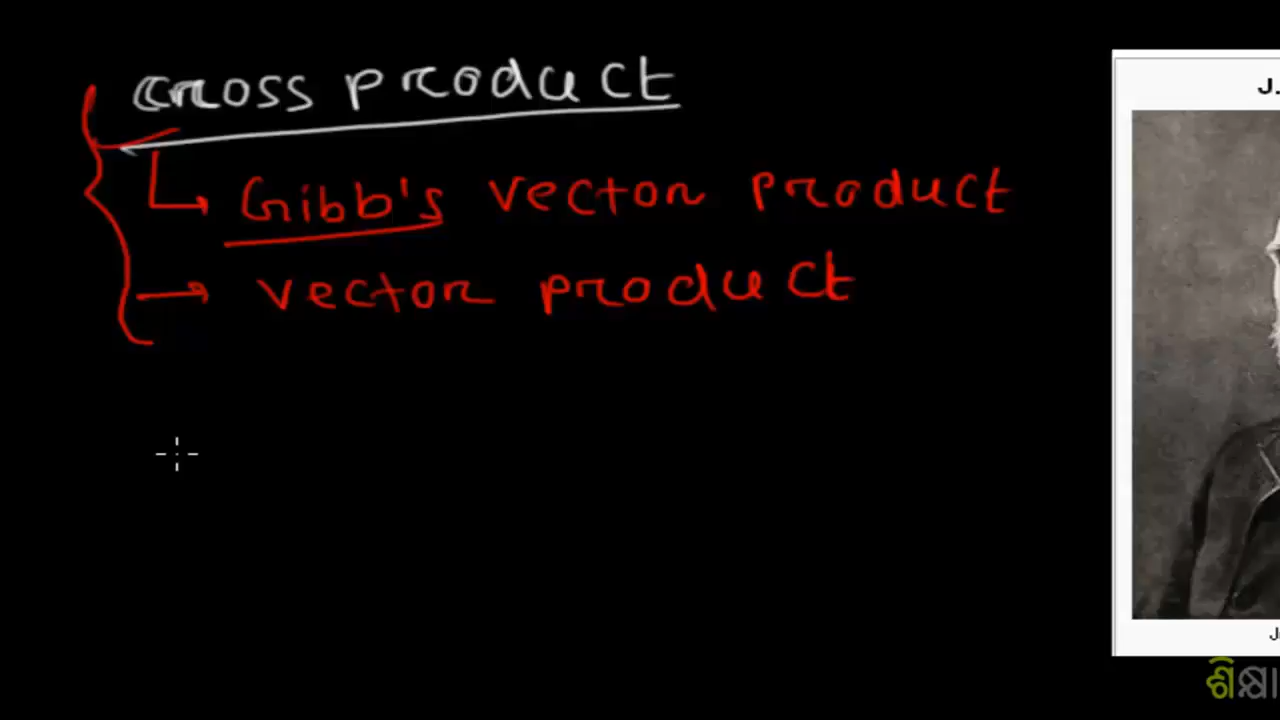 cross product
Gibb's vector product
vector product
J.
J
ଶିକ୍ଷା